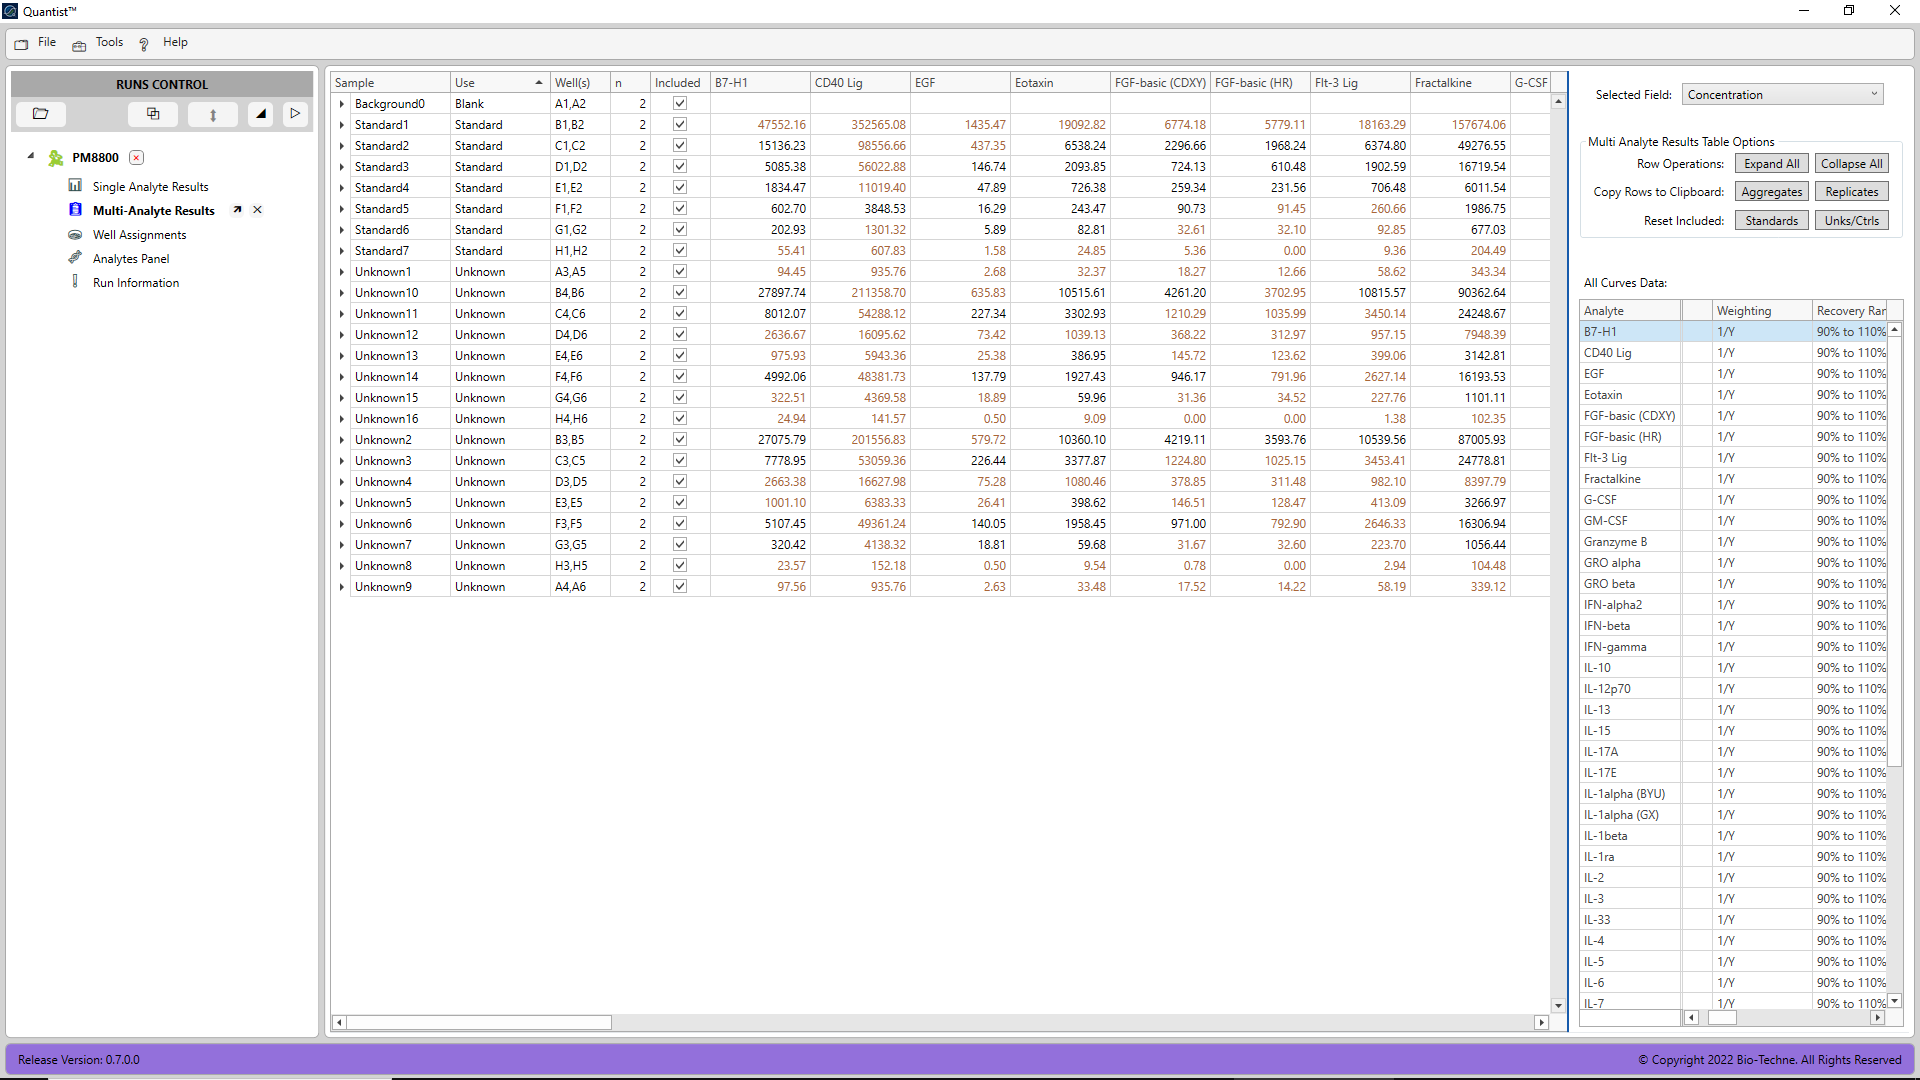 Quantist™
File Tools Help
RUNS CONTROL
PM8800
Single Analyte Results
Multi-Analyte Results
Well Assignments
Analytes Panel
Run Information
Sample Use Well(s) n Included B7-H1 CD40 Lig EGF Eotaxin FGF-basic (CDXY) FGF-basic (HR) Flt-3 Lig Fractalkine G-CSF
Background0 Blank A1,A2 2
Standard1 Standard B1,B2 2 47552.16 352565.08 1435.47 19092.82 6774.18 5779.11 18163.29 157674.06
Standard2 Standard C1,C2 2 15136.23 98556.66 437.35 6538.24 2296.66 1968.24 6374.80 49276.55
Standard3 Standard D1,D2 2 5085.38 56022.88 146.74 2093.85 724.13 610.48 1902.59 16719.54
Standard4 Standard E1,E2 2 1834.47 11019.40 47.89 726.38 259.34 231.56 706.48 6011.54
Standard5 Standard F1,F2 2 602.70 3848.53 16.29 243.47 90.73 91.45 260.66 1986.75
Standard6 Standard G1,G2 2 202.93 1301.32 5.89 82.81 32.61 32.10 92.85 677.03
Standard7 Standard H1,H2 2 55.41 607.83 1.58 24.85 5.36 0.00 9.36 204.49
Unknown1 Unknown A3,A5 2 94.45 935.76 2.68 32.37 18.27 12.66 58.62 343.34
Unknown10 Unknown B4,B6 2 27897.74 211358.70 635.83 10515.61 4261.20 3702.95 10815.57 90362.64
Unknown11 Unknown C4,C6 2 8012.07 54288.12 227.34 3302.93 1210.29 1035.99 3450.14 24248.67
Unknown12 Unknown D4,D6 2 2636.67 16095.62 73.42 1039.13 368.22 312.97 957.15 7948.39
Unknown13 Unknown E4,E6 2 975.93 5943.36 25.38 386.95 145.72 123.62 399.06 3142.81
Unknown14 Unknown F4,F6 2 4992.06 48381.73 137.79 1927.43 946.17 791.96 2627.14 16193.53
Unknown15 Unknown G4,G6 2 322.51 4369.58 18.89 59.96 31.36 34.52 227.76 1101.11
Unknown16 Unknown H4,H6 2 24.94 141.57 0.50 9.09 0.00 0.00 1.38 102.35
Unknown2 Unknown B3,B5 2 27075.79 201556.83 579.72 10360.10 4219.11 3593.76 10539.56 87005.93
Unknown3 Unknown C3,C5 2 7778.95 53059.36 226.44 3377.87 1224.80 1025.15 3453.41 24778.81
Unknown4 Unknown D3,D5 2 2663.38 16627.98 75.28 1080.46 378.85 311.48 982.10 8397.79
Unknown5 Unknown E3,E5 2 1001.10 6383.33 26.41 398.62 146.51 128.47 413.09 3266.97
Unknown6 Unknown F3,F5 2 5107.45 49361.24 140.05 1958.45 971.00 792.90 2646.33 16306.94
Unknown7 Unknown G3,G5 2 320.42 4138.32 18.81 59.68 31.67 32.60 223.70 1056.44
Unknown8 Unknown H3,H5 2 23.57 152.18 0.50 9.54 0.78 0.00 2.94 104.48
Unknown9 Unknown A4,A6 2 97.56 935.76 2.63 33.48 17.52 14.22 58.19 339.12
Selected Field: Concentration
Multi Analyte Results Table Options
Row Operations: Expand All Collapse All
Copy Rows to Clipboard: Aggregates Replicates
Reset Included: Standards Unks/Ctrls
All Curves Data:
Analyte Weighting Recovery Ran
B7-H1 1/Y 90% to 110%
CD40 Lig 1/Y 90% to 110%
EGF 1/Y 90% to 110%
Eotaxin 1/Y 90% to 110%
FGF-basic (CDXY) 1/Y 90% to 110%
FGF-basic (HR) 1/Y 90% to 110%
Flt-3 Lig 1/Y 90% to 110%
Fractalkine 1/Y 90% to 110%
G-CSF 1/Y 90% to 110%
GM-CSF 1/Y 90% to 110%
Granzyme B 1/Y 90% to 110%
GRO alpha 1/Y 90% to 110%
GRO beta 1/Y 90% to 110%
IFN-alpha2 1/Y 90% to 110%
IFN-beta 1/Y 90% to 110%
IFN-gamma 1/Y 90% to 110%
IL-10 1/Y 90% to 110%
IL-12p70 1/Y 90% to 110%
IL-13 1/Y 90% to 110%
IL-15 1/Y 90% to 110%
IL-17A 1/Y 90% to 110%
IL-17E 1/Y 90% to 110%
IL-1alpha (BYU) 1/Y 90% to 110%
IL-1alpha (GX) 1/Y 90% to 110%
IL-1beta 1/Y 90% to 110%
IL-1ra 1/Y 90% to 110%
IL-2 1/Y 90% to 110%
IL-3 1/Y 90% to 110%
IL-33 1/Y 90% to 110%
IL-4 1/Y 90% to 110%
IL-5 1/Y 90% to 110%
IL-6 1/Y 90% to 110%
IL-7 1/Y 90% to 110%
Release Version: 0.7.0.0
© Copyright 2022 Bio-Techne. All Rights Reserved